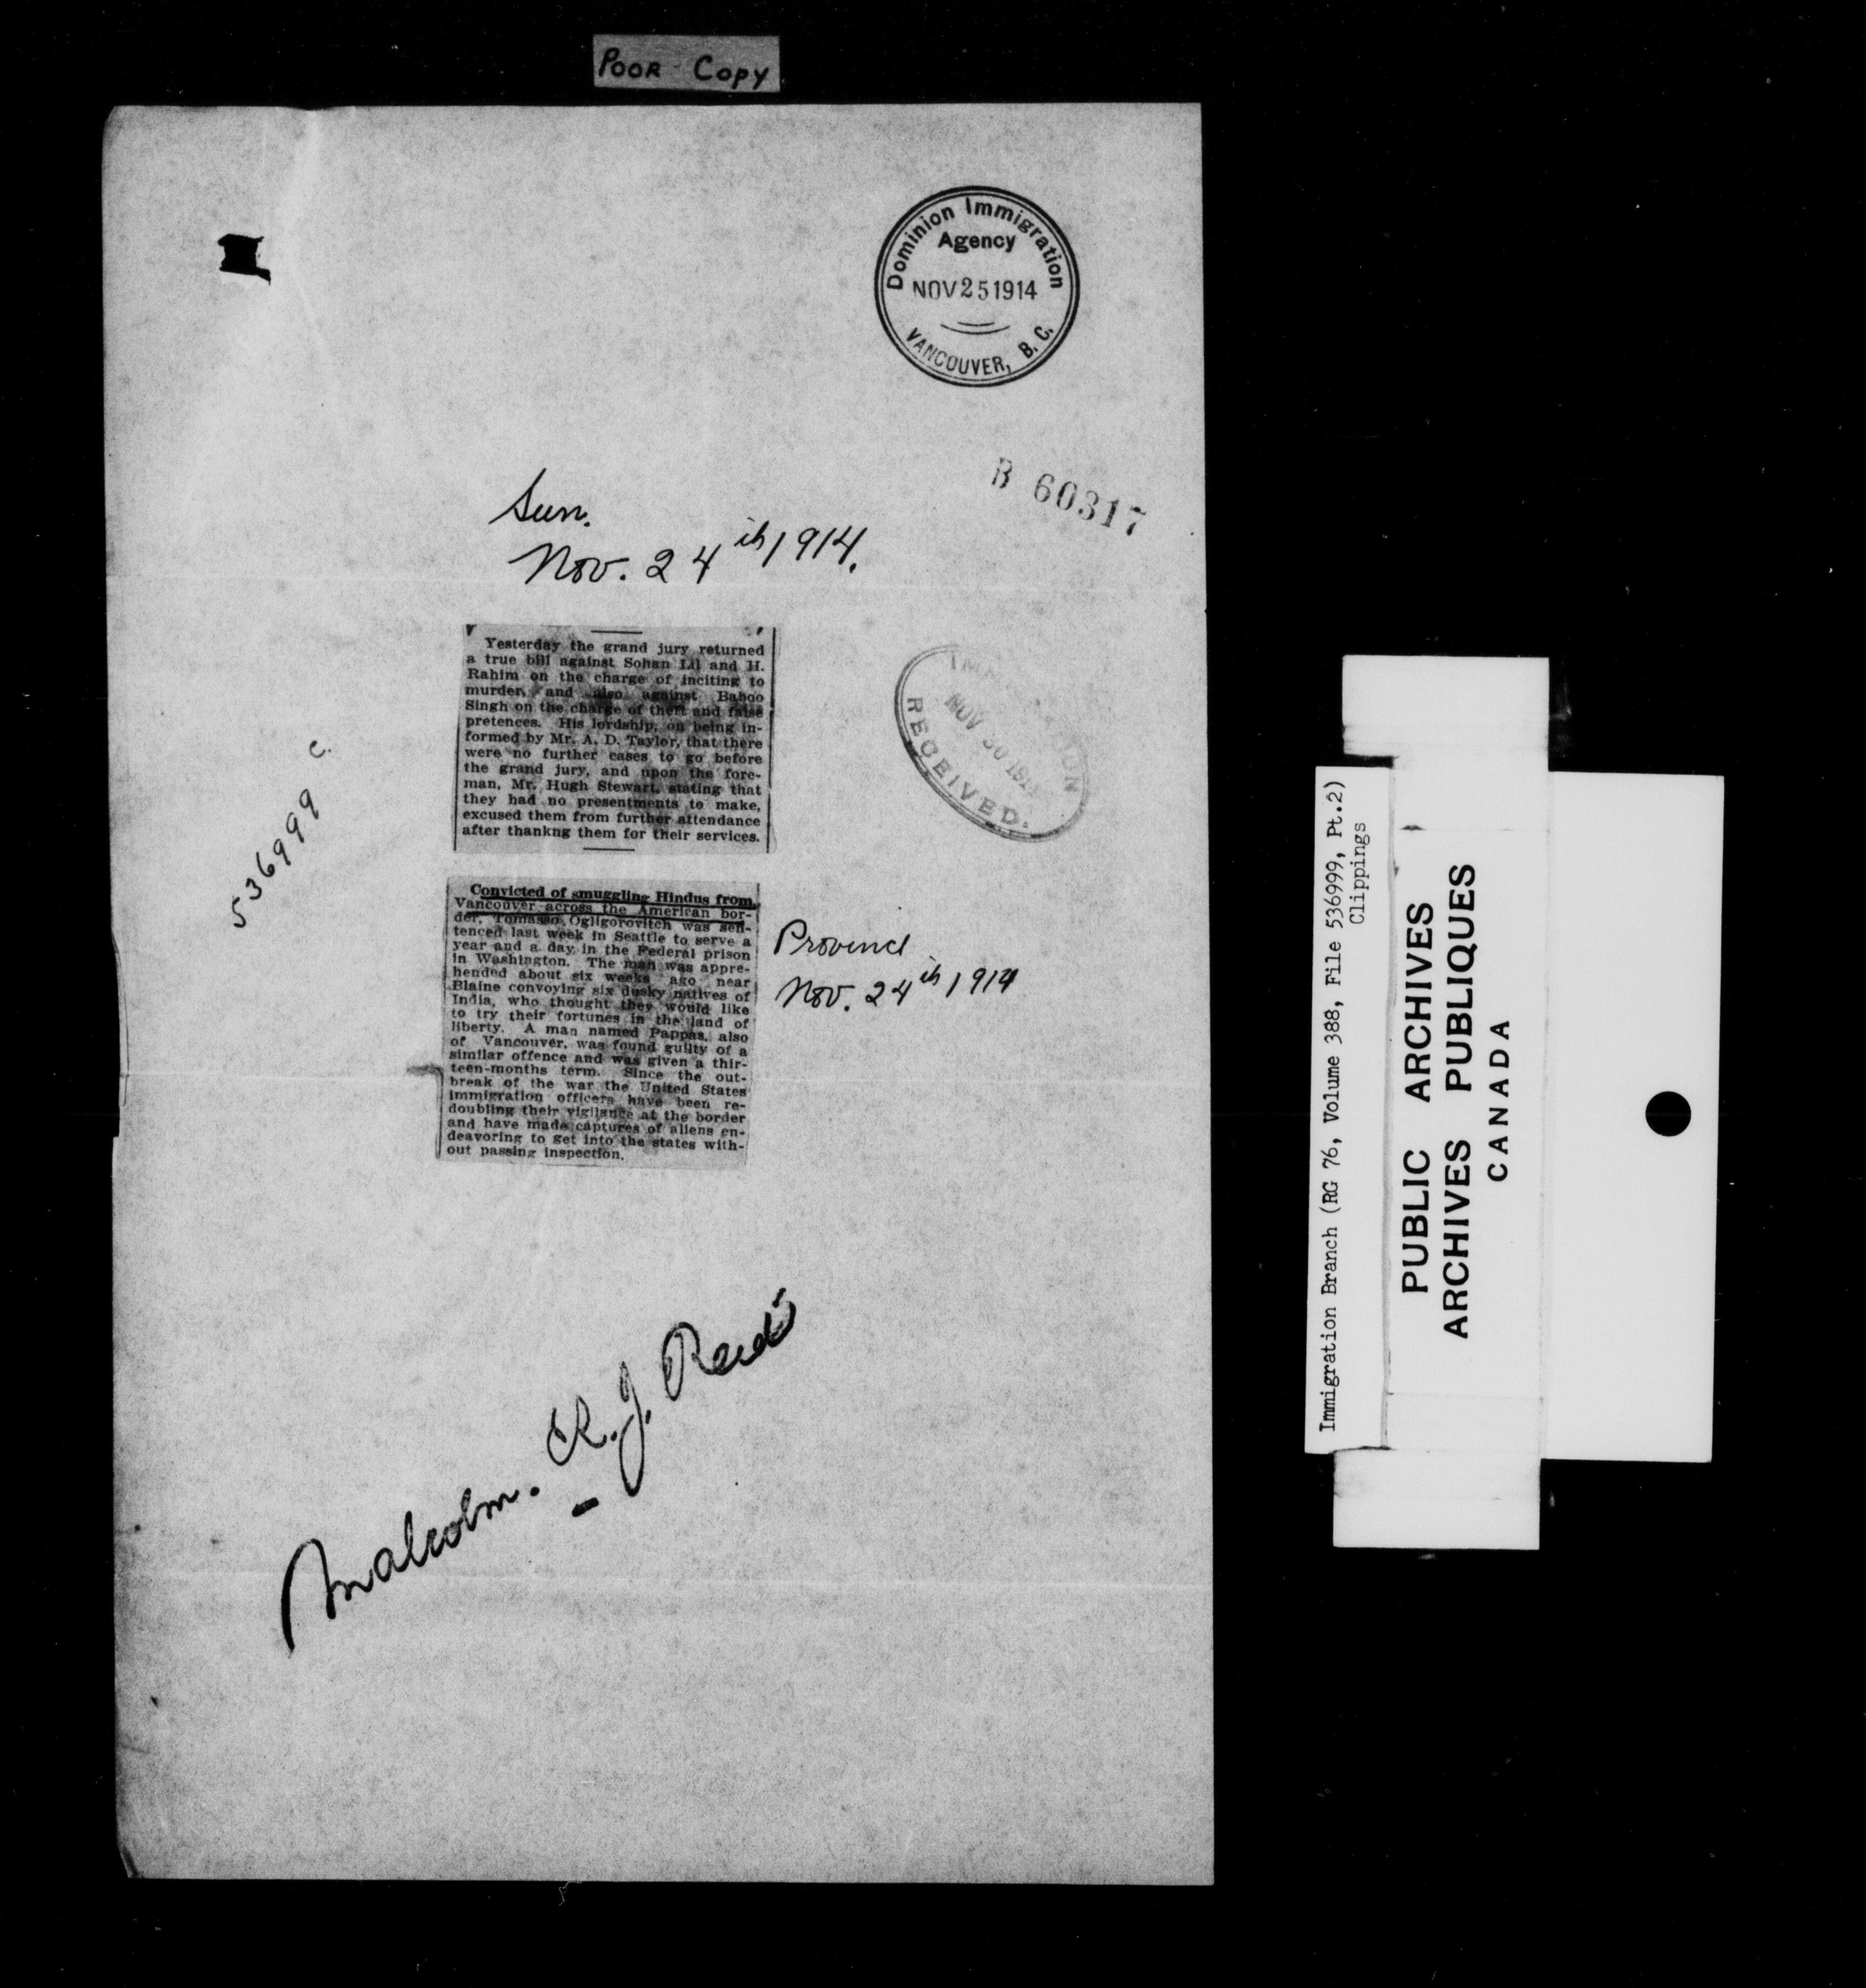 POOR COPY
Dominion Immigration
Agency
NOV 25 1914
VANCOUVER, B. C.
B 60317
Sun.
Nov. 24th 1914.
Yesterday the grand jury returned
a true bill against Sohan Lal and H.
Rahim on the charge of inciting to
murder, and also against Baboo
Singh on the charge of theft and false
pretences. His lordship, on being in-
formed by Mr. A. D. Taylor, that there
were no further cases to go before
the grand jury, and upon the fore-
man, Mr. Hugh Stewart, stating that
they had no presentments to make,
excused them from further attendance
after thankng them for their services.
IMMIGRATION
NOV 30 1914
RECEIVED.
536999 C.
Convicted of smuggling Hindus from
Vancouver across the American bor-
der, Tomasso Ogligorovitch was sen-
tenced last week in Seattle to serve a
year and a day in the Federal prison
in Washington. The man was appre-
hended about six weeks ago near
Blaine convoying six dusky natives of
India, who thought they would like
to try their fortunes in the land of
liberty. A man named Pappas, also
of Vancouver, was found guilty of a
similar offence and was given a thir-
teen-months term. Since the out-
break of the war the United States
immigration officers have been re-
doubling their vigilance at the border
and have made captures of aliens en-
deavoring to get into the states with-
out passing inspection.
Province
Nov. 24th 1914
Malcolm. R. J. Reid
Immigration Branch (RG 76, Volume 388, File 536999, Pt.2)
Clippings
PUBLIC ARCHIVES
ARCHIVES PUBLIQUES
CANADA